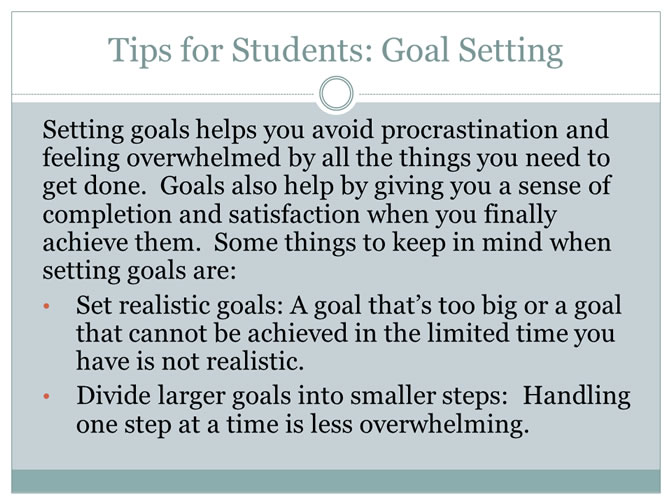 Tips for Students: Goal Setting
Setting goals helps you avoid procrastination and
feeling overwhelmed by all the things you need to
get done.  Goals also help by giving you a sense of
completion and satisfaction when you finally
achieve them.  Some things to keep in mind when
setting goals are:
• Set realistic goals: A goal that’s too big or a goal
that cannot be achieved in the limited time you
have is not realistic.
• Divide larger goals into smaller steps:  Handling
one step at a time is less overwhelming.